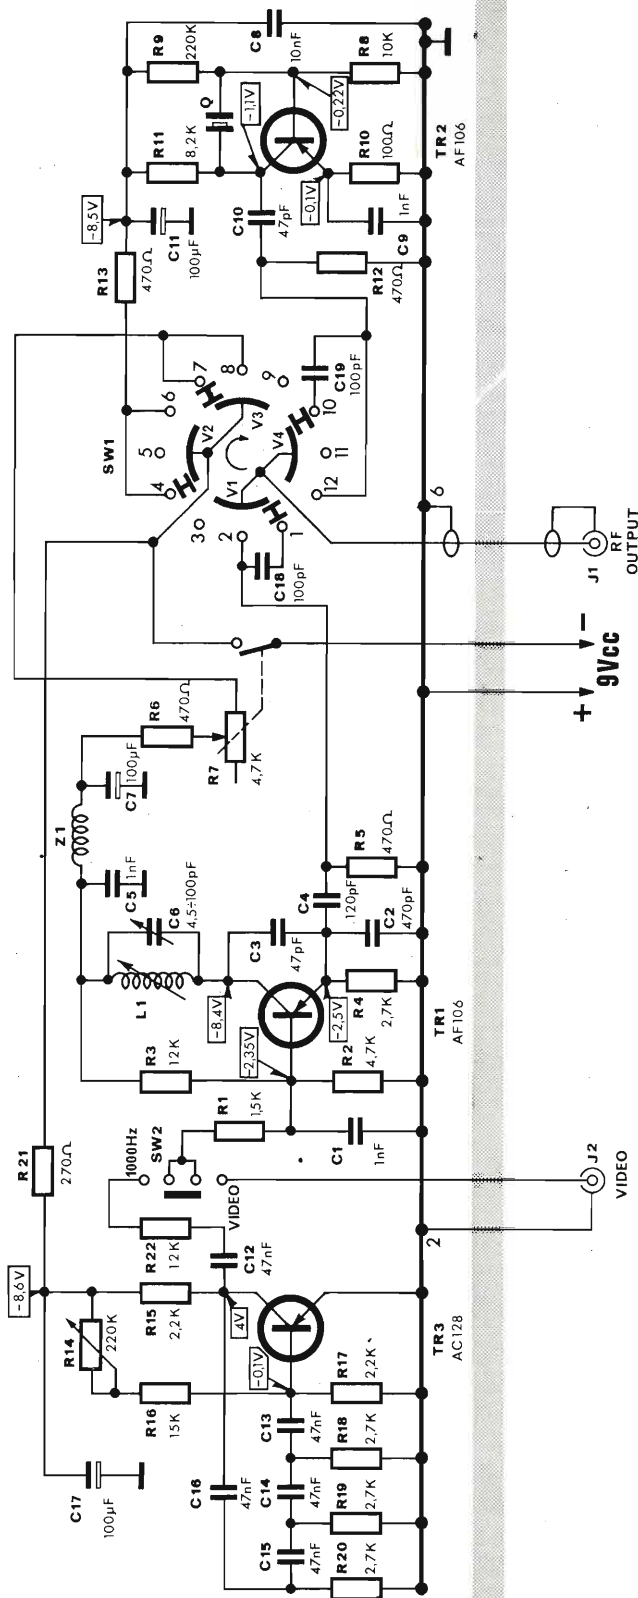 R9
220K
C8
10nF
R8
10K
R11
8,2K
Q
-1,1V
-0,22V
TR2
AF106
R10
100Ω
-0,1V
1nF
C9
C10
47pF
-8,5V
C11
100µF
R13
470Ω
R12
470Ω
C19
100pF
SW1
1
2
3
4
5
6
7
8
9
10
11
12
V1
V2
V3
V4
C18
100pF
6
J1
RF
OUTPUT
+ 9Vcc -
R6
470Ω
R7
4,7K
C7
100µF
Z1
C5
1nF
C6
4,5÷100pF
L1
C4
120pF
R5
470Ω
C3
47pF
C2
470pF
-8,4V
-2,5V
R4
2,7K
TR1
AF106
R3
12K
-2,35V
R2
4,7K
R1
1,5K
C1
1nF
R21
270Ω
1000Hz
SW2
VIDEO
J2
VIDEO
2
R22
12K
C12
47nF
-8,6V
R14
220K
R15
2,2K
4V
TR3
AC128
R16
15K
-0,1V
R17
2,2K
C13
47nF
R18
2,7K
C14
47nF
R19
2,7K
C15
47nF
R20
2,7K
C16
47nF
C17
100µF